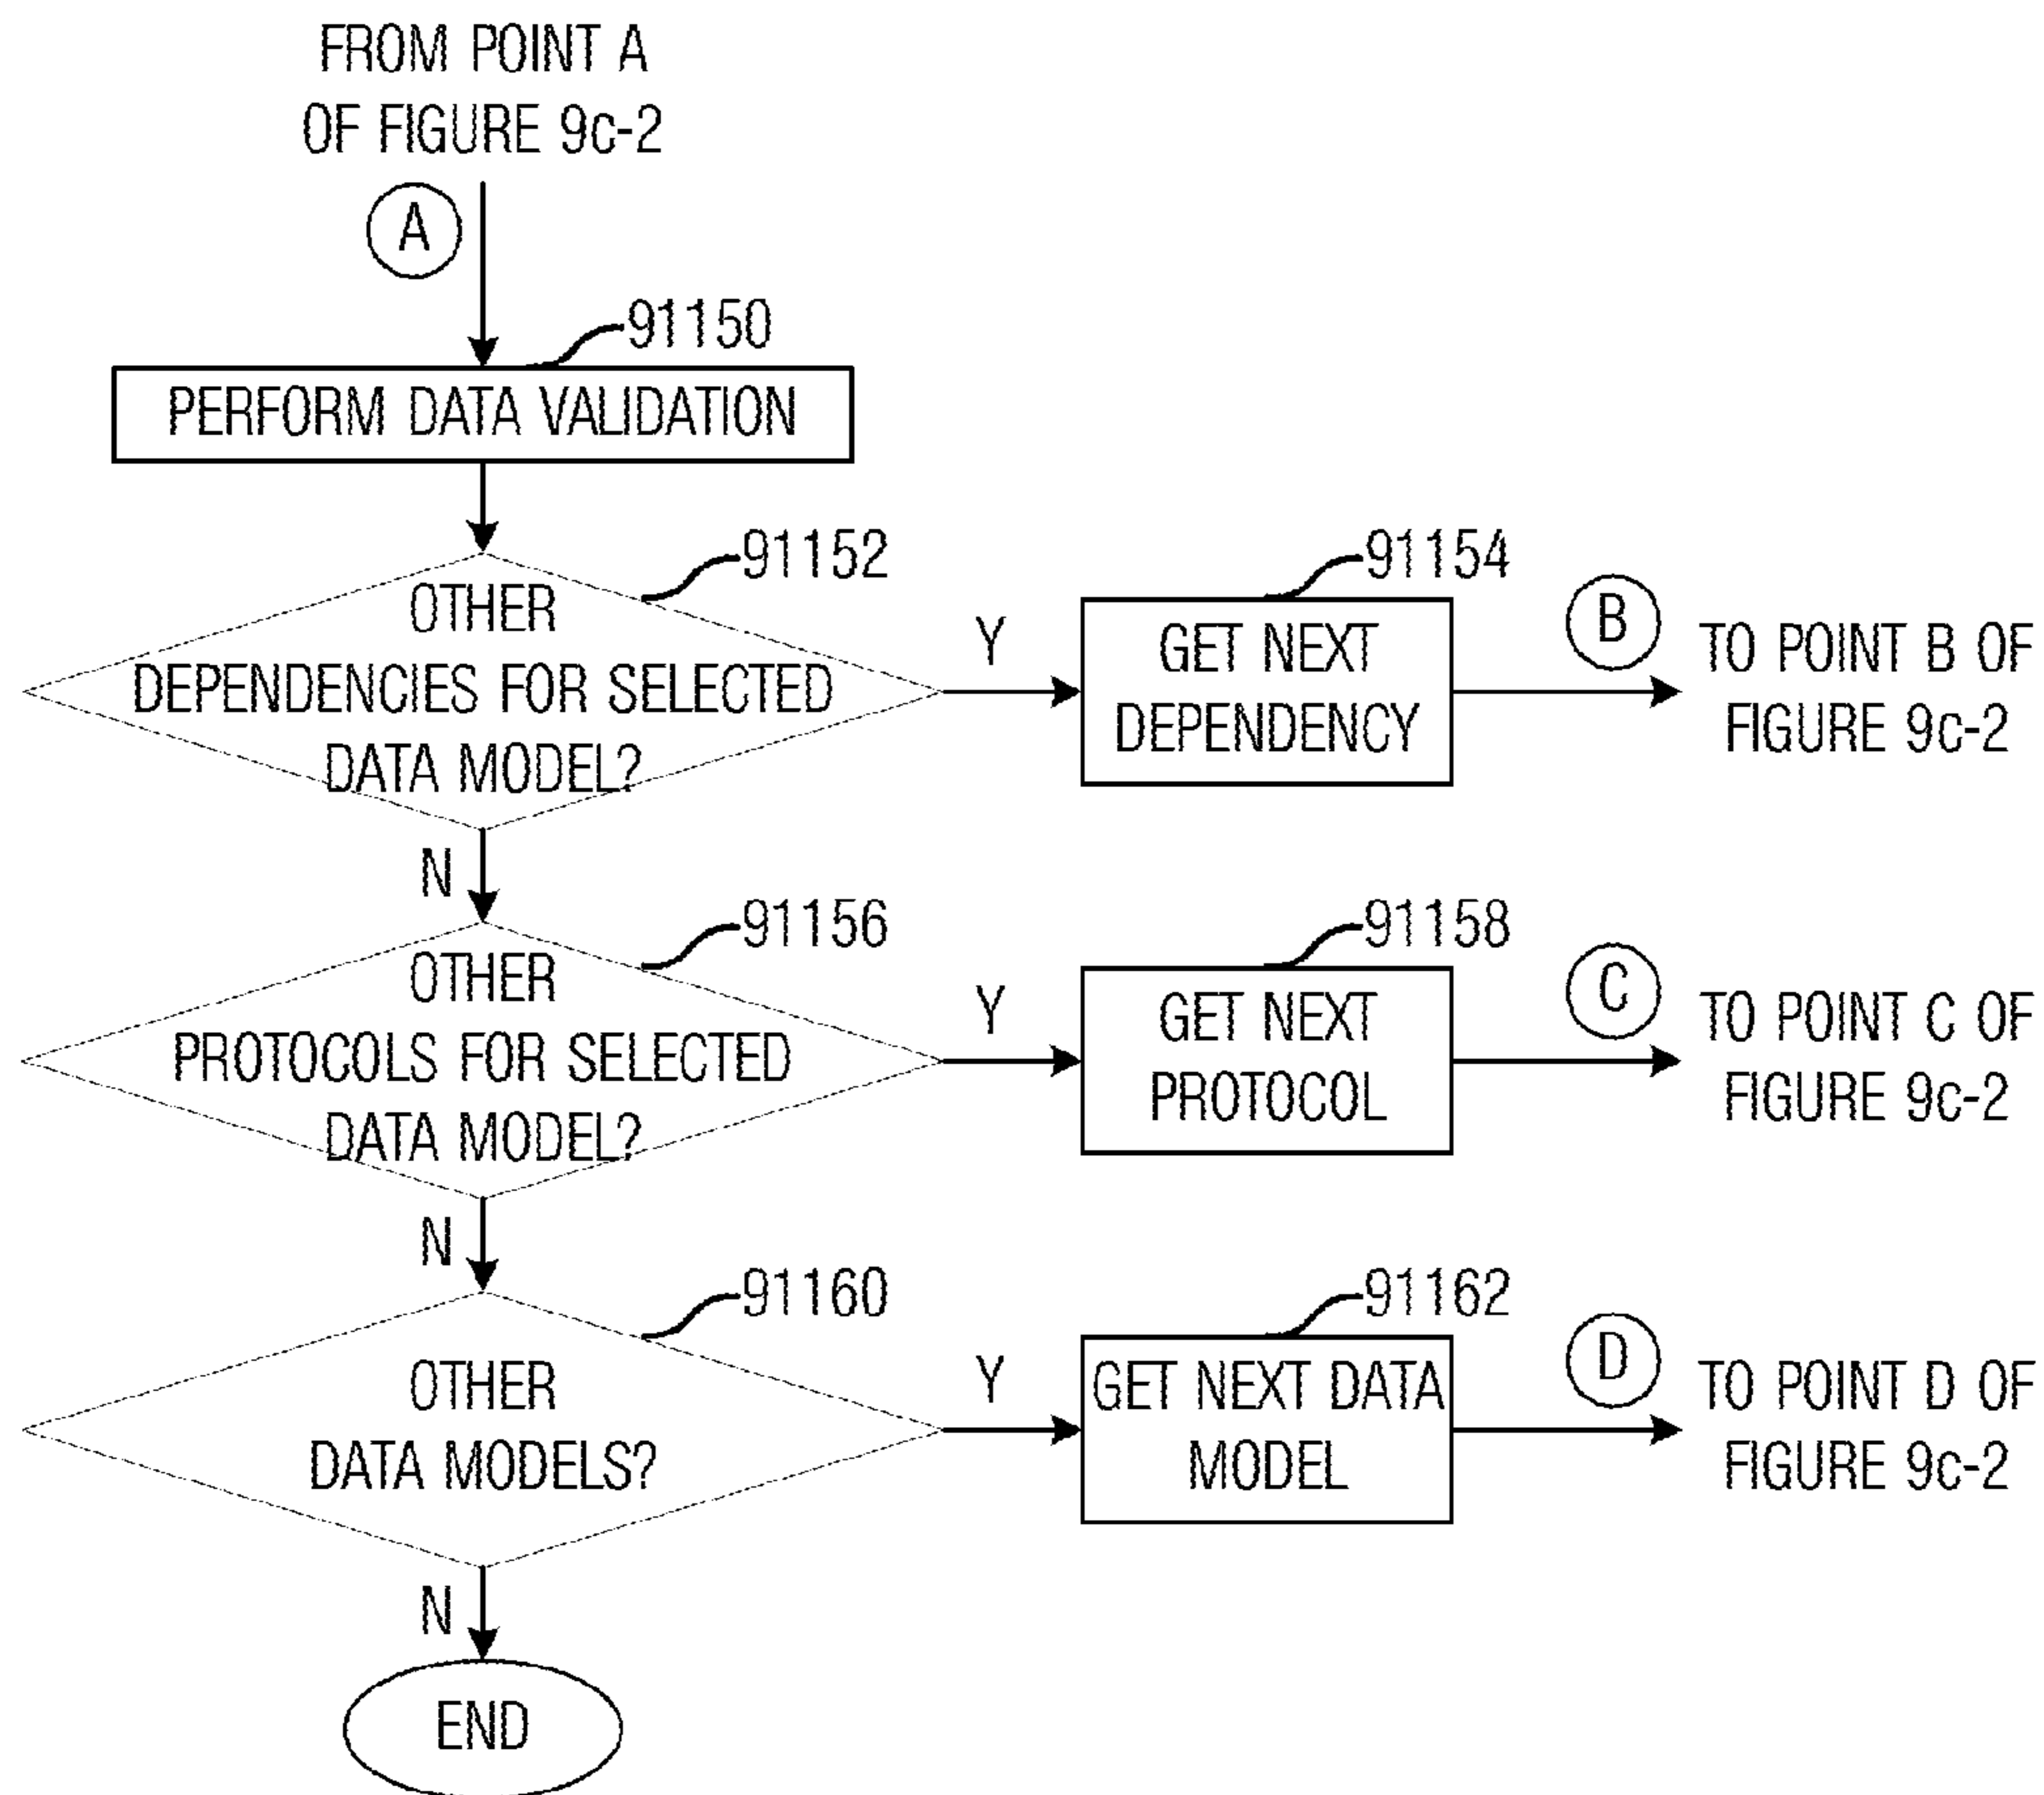 FROM POINT A
OF FIGURE 9c-2
A
91150
PERFORM DATA VALIDATION
91152
OTHER
DEPENDENCIES FOR SELECTED
DATA MODEL?
Y
91154
GET NEXT
DEPENDENCY
B
TO POINT B OF
FIGURE 9c-2
N
91156
OTHER
PROTOCOLS FOR SELECTED
DATA MODEL?
Y
91158
GET NEXT
PROTOCOL
C
TO POINT C OF
FIGURE 9c-2
N
91160
OTHER
DATA MODELS?
Y
91162
GET NEXT DATA
MODEL
D
TO POINT D OF
FIGURE 9c-2
N
END